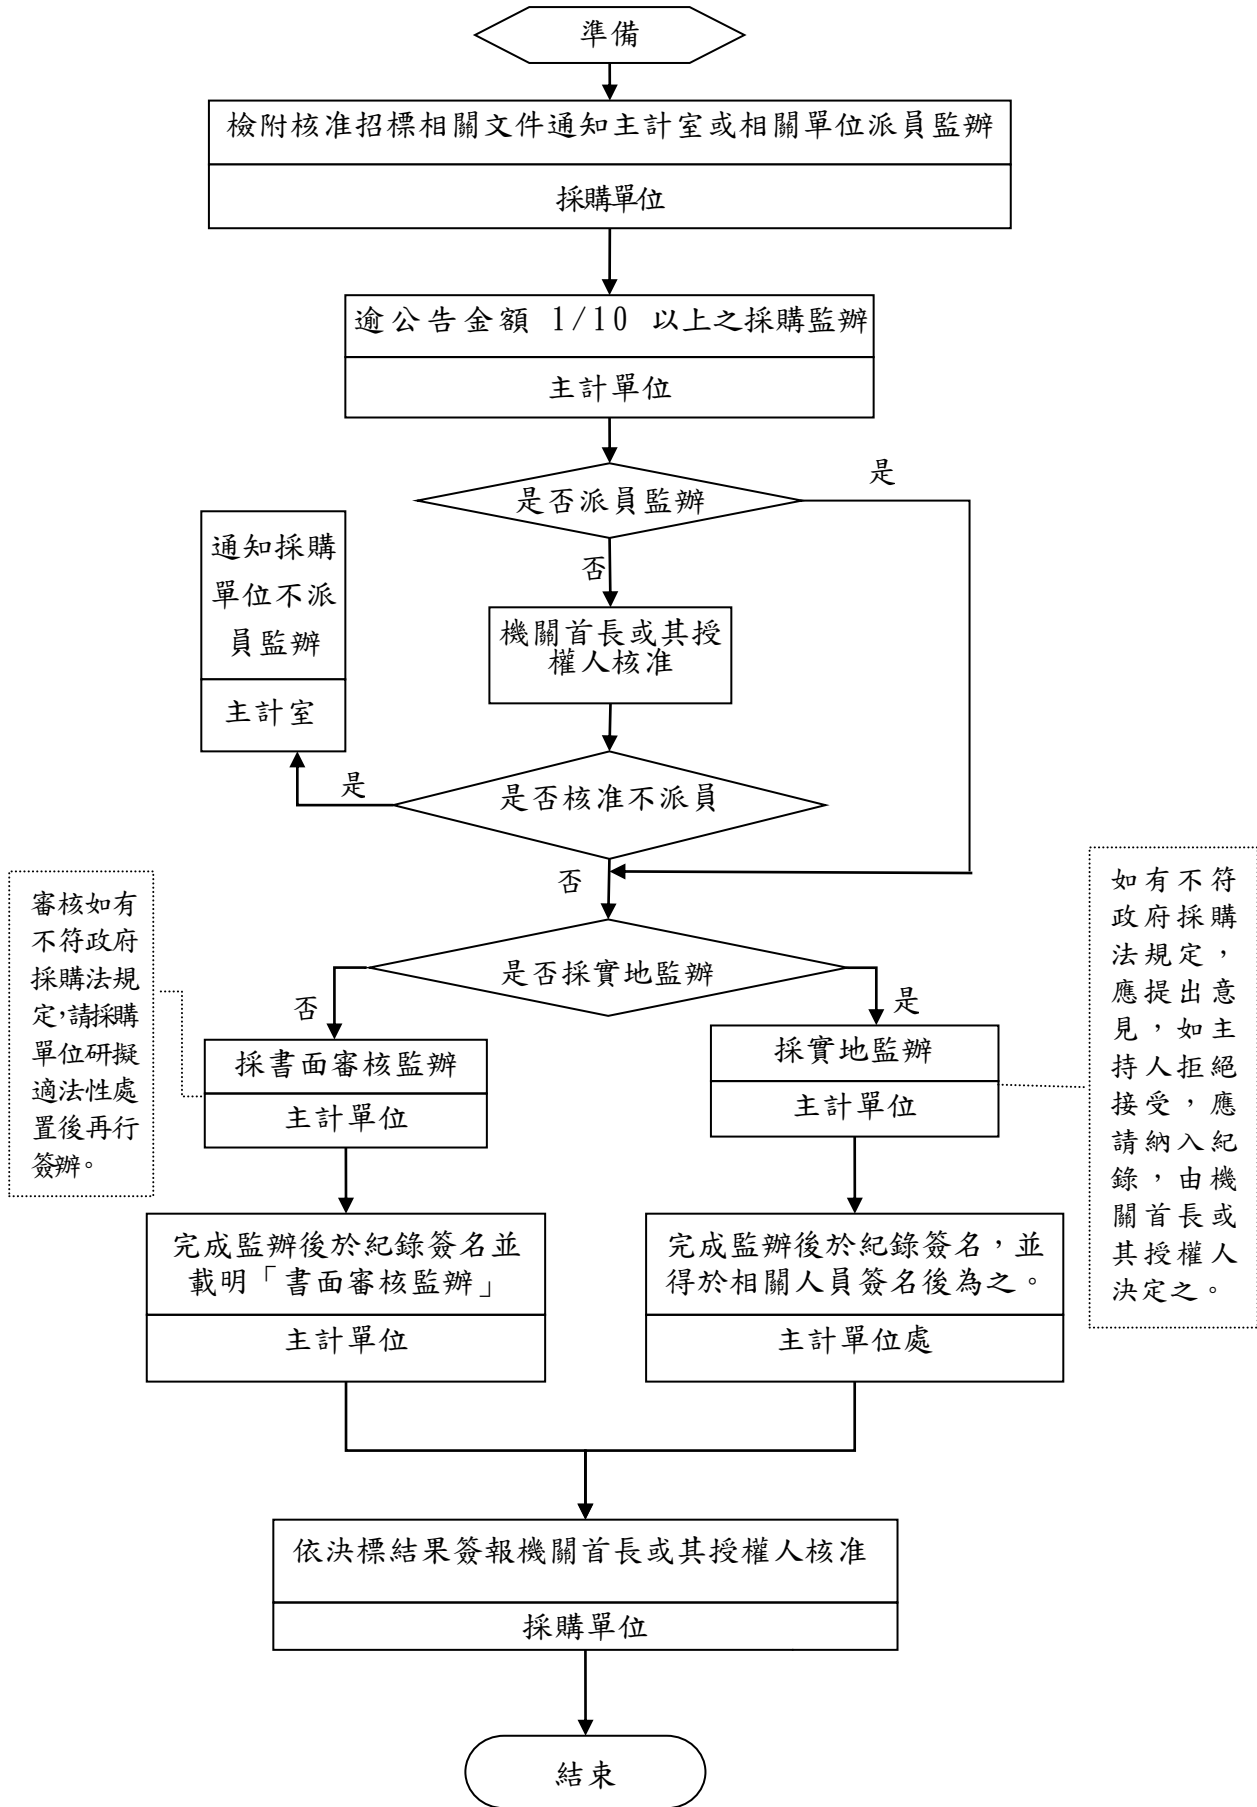 準備
檢附核准招標相關文件通知主計室或相關單位派員監辦
採購單位
逾公告金額 1/10 以上之採購監辦
主計單位
是否派員監辦
是
否
通知採購
單位不派
員監辦
主計室
機關首長或其授
權人核准
是否核准不派員
是
否
審核如有
不符政府
採購法規
定,請採購
單位研擬
適法性處
置後再行
簽辦。
如有不符
政府採購
法規定，
應提出意
見，如主
持人拒絕
接受，應
請納入紀
錄，由機
關首長或
其授權人
決定之。
是否採實地監辦
否
是
採書面審核監辦
主計單位
採實地監辦
主計單位
完成監辦後於紀錄簽名並
載明「書面審核監辦」
主計單位
完成監辦後於紀錄簽名，並
得於相關人員簽名後為之。
主計單位處
依決標結果簽報機關首長或其授權人核准
採購單位
結束